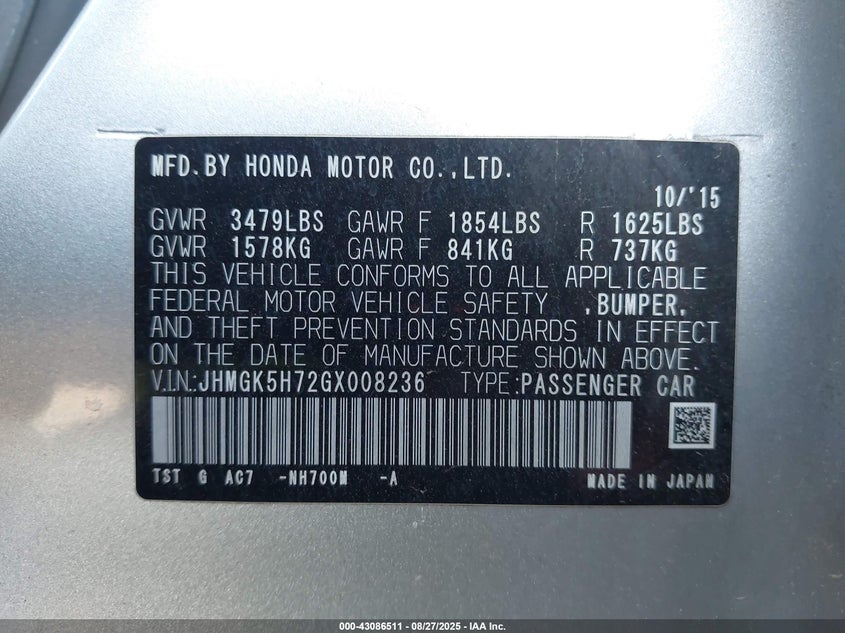 MFD.BY HONDA MOTOR CO.,LTD.
10/'15
GVWR 3479LBS GAWR F 1854LBS R 1625LBS
GVWR 1578KG GAWR F 841KG R 737KG
THIS VEHICLE CONFORMS TO ALL APPLICABLE
FEDERAL MOTOR VEHICLE SAFETY ,BUMPER,
AND THEFT PREVENTION STANDARDS IN EFFECT
ON THE DATE OF MANUFACTURE SHOWN ABOVE.
V.IN:JHMGK5H72GX008236 TYPE:PASSENGER CAR
TST G AC7 -NH700M -A MADE IN JAPAN
000-43086511 - 08/27/2025 - IAA Inc.